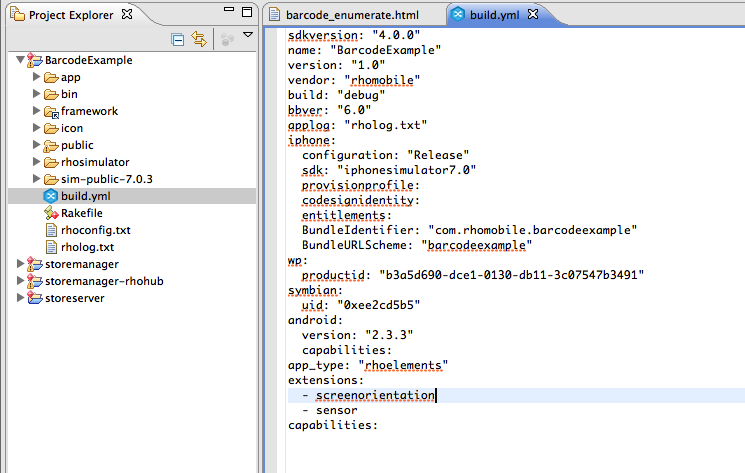 Project Explorer
BarcodeExample
app
bin
framework
icon
public
rhosimulator
sim-public-7.0.3
build.yml
Rakefile
rhoconfig.txt
rholog.txt
storemanager
storemanager-rhohub
storeserver
barcode_enumerate.html
build.yml
sdkversion: "4.0.0"
name: "BarcodeExample"
version: "1.0"
vendor: "rhomobile"
build: "debug"
bbver: "6.0"
applog: "rholog.txt"
iphone:
  configuration: "Release"
  sdk: "iphonesimulator7.0"
  provisionprofile:
  codesignidentity:
  entitlements:
  BundleIdentifier: "com.rhomobile.barcodeexample"
  BundleURLScheme: "barcodeexample"
wp:
  productid: "b3a5d690-dce1-0130-db11-3c07547b3491"
symbian:
  uid: "0xee2cd5b5"
android:
  version: "2.3.3"
  capabilities:
app_type: "rhoelements"
extensions:
  - screenorientation
  - sensor
capabilities: